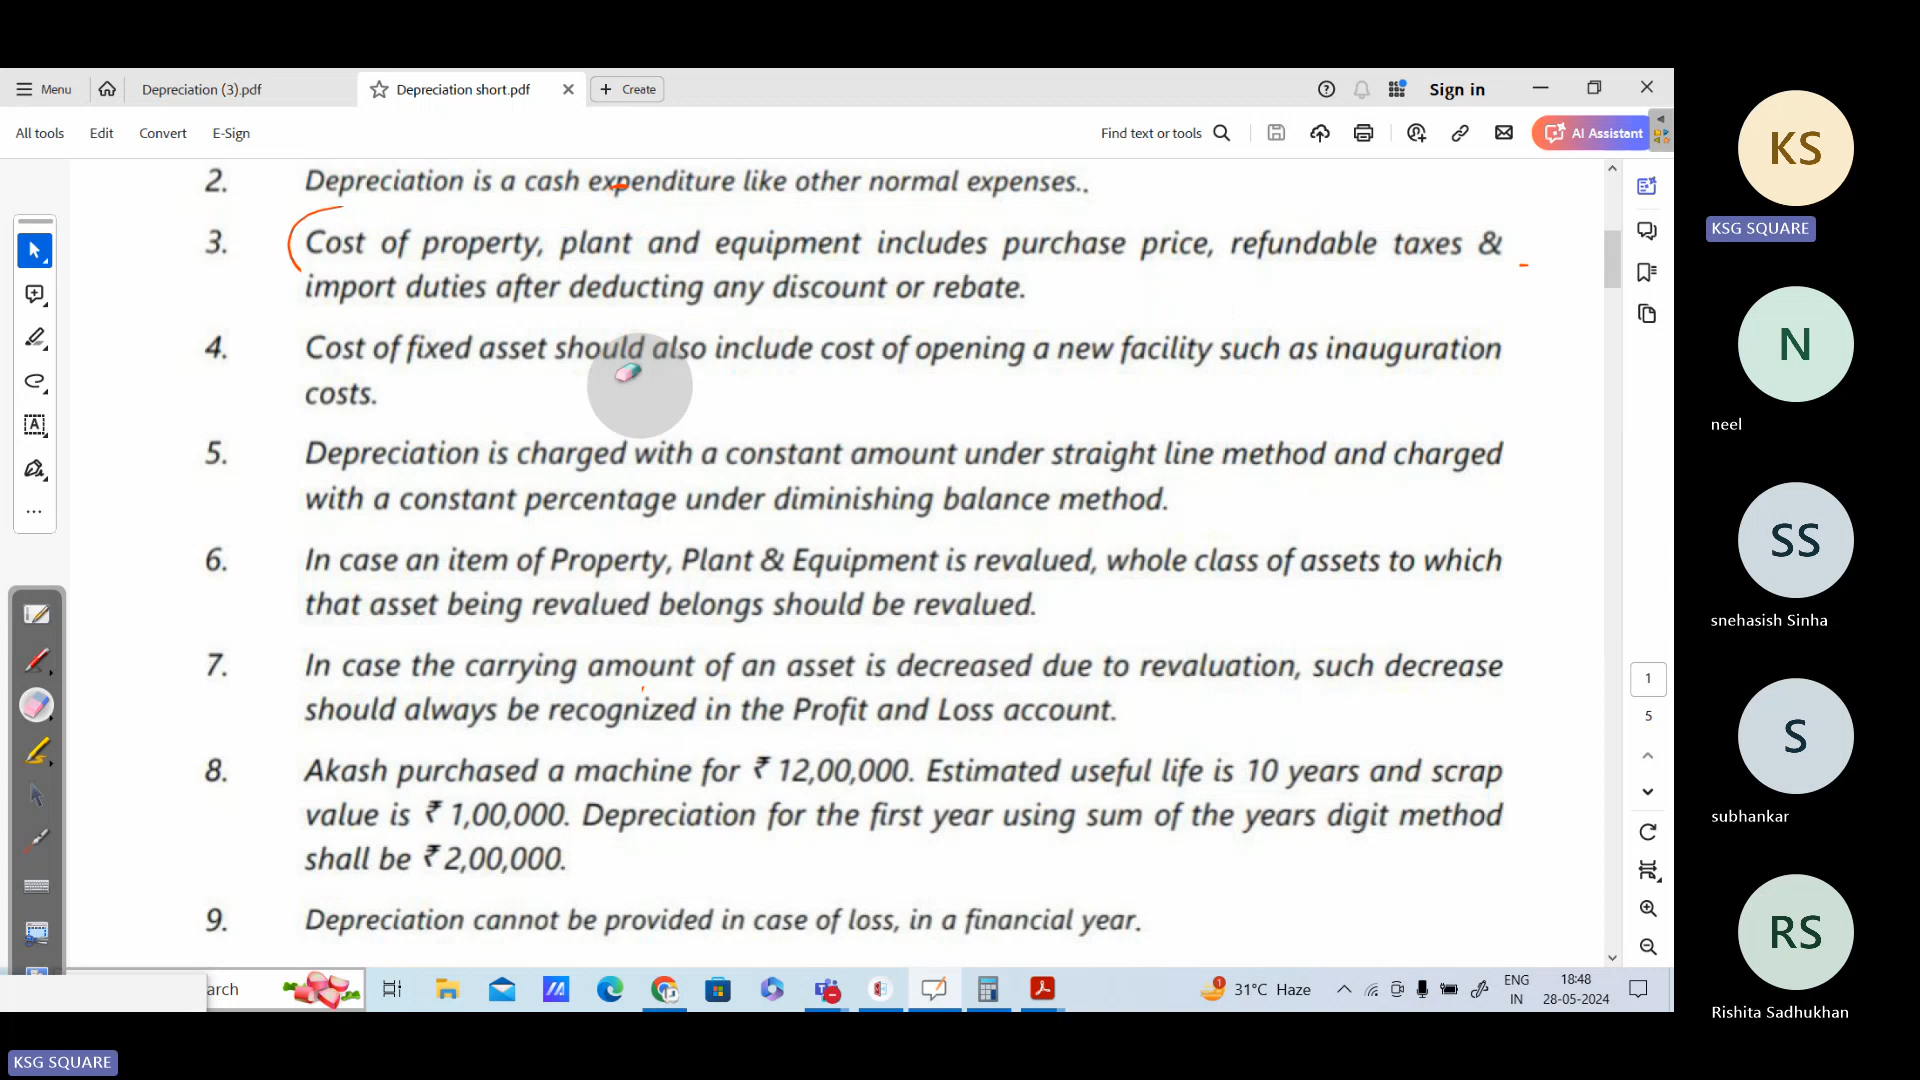 Menu
Depreciation (3).pdf
Depreciation short.pdf
Create
Sign in
All tools
Edit
Convert
E-Sign
Find text or tools
AI Assistant
2. Depreciation is a cash expenditure like other normal expenses..
3. Cost of property, plant and equipment includes purchase price, refundable taxes &
import duties after deducting any discount or rebate.
4. Cost of fixed asset should also include cost of opening a new facility such as inauguration
costs.
5. Depreciation is charged with a constant amount under straight line method and charged
with a constant percentage under diminishing balance method.
6. In case an item of Property, Plant & Equipment is revalued, whole class of assets to which
that asset being revalued belongs should be revalued.
7. In case the carrying amount of an asset is decreased due to revaluation, such decrease
should always be recognized in the Profit and Loss account.
8. Akash purchased a machine for ₹ 12,00,000. Estimated useful life is 10 years and scrap
value is ₹ 1,00,000. Depreciation for the first year using sum of the years digit method
shall be ₹ 2,00,000.
9. Depreciation cannot be provided in case of loss, in a financial year.
1
5
arch
1
31°C Haze
ENG
IN
18:48
28-05-2024
KS
KSG SQUARE
N
neel
SS
snehasish Sinha
S
subhankar
RS
Rishita Sadhukhan
KSG SQUARE